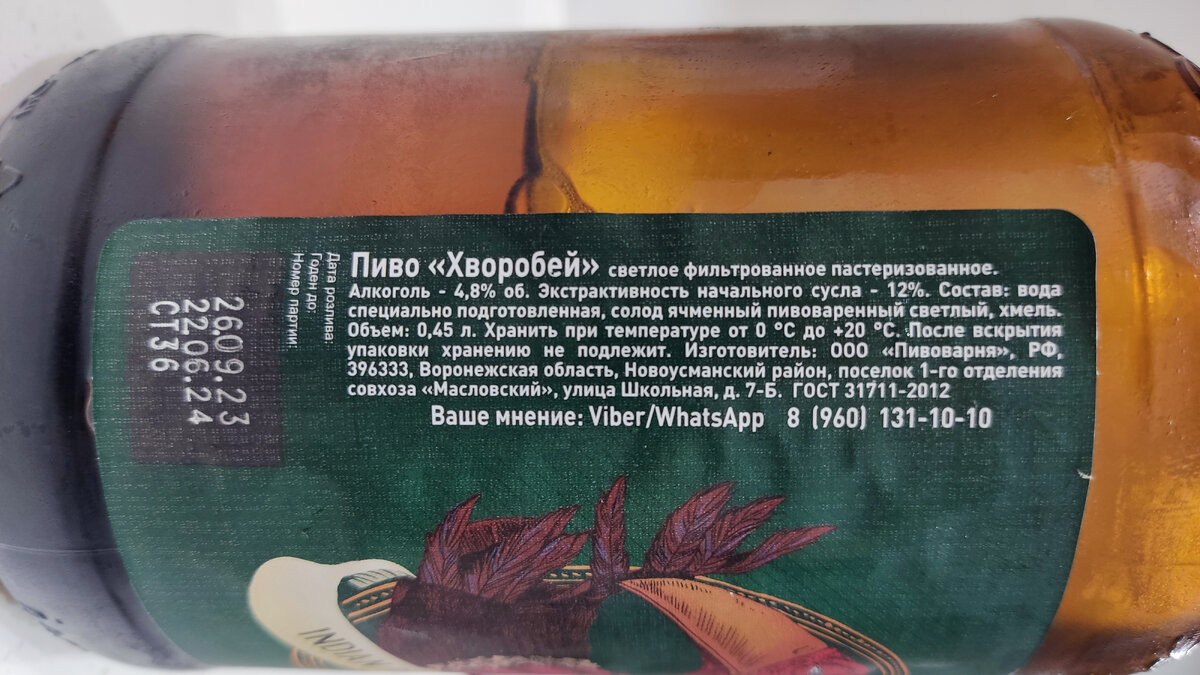 Пиво «Хворобей» светлое фильтрованное пастеризованное.
Алкоголь - 4,8% об. Экстрактивность начального сусла - 12%. Состав: вода
специально подготовленная, солод ячменный пивоваренный светлый, хмель.
Объем: 0,45 л. Хранить при температуре от 0 °С до +20 °С. После вскрытия
упаковки хранению не подлежит. Изготовитель: ООО «Пивоварня», РФ,
396333, Воронежская область, Новоусманский район, поселок 1-го отделения
совхоза «Масловский», улица Школьная, д. 7-Б. ГОСТ 31711-2012
Ваше мнение: Viber/WhatsApp 8 (960) 131-10-10
Дата розлива:
Годен до:
Номер партии:
26.09.23
22.06.24
СТ36
INDIAN